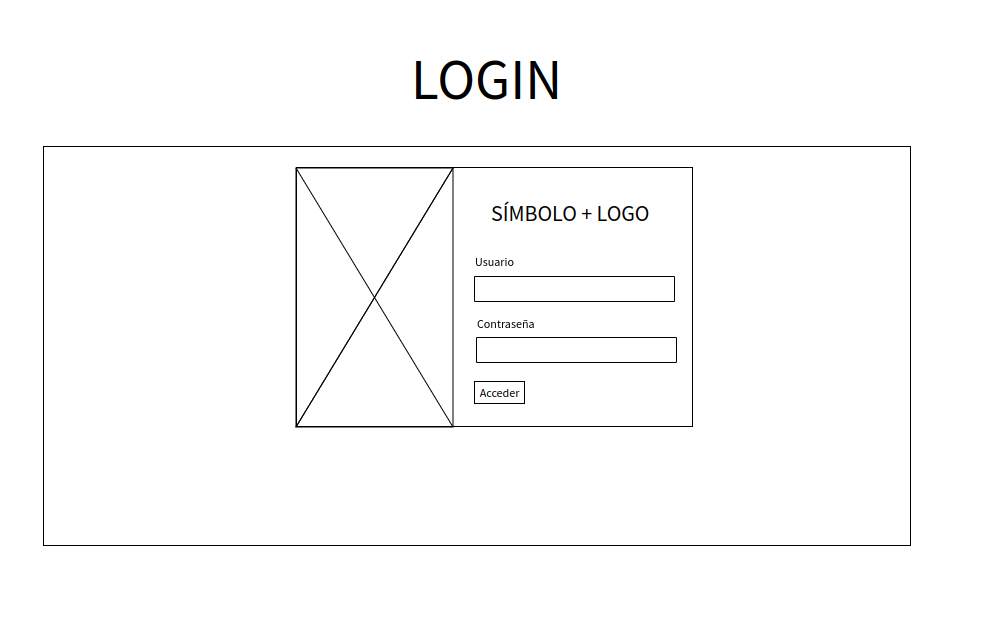 LOGIN
SÍMBOLO + LOGO
Usuario
Contraseña
Acceder